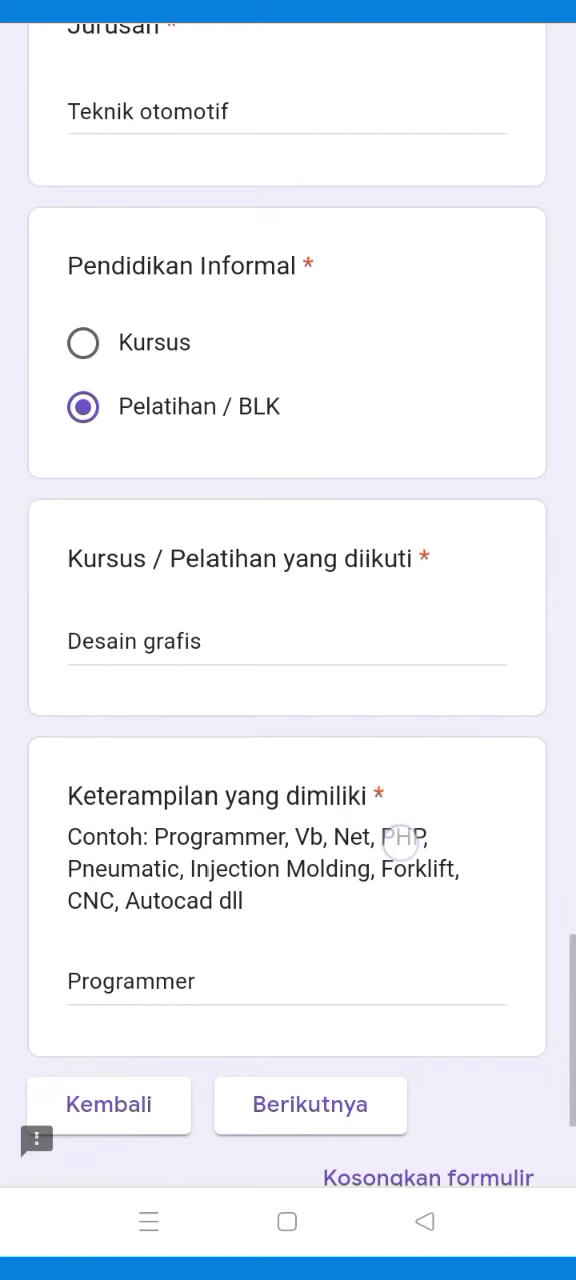 Jurusan *
Teknik otomotif
Pendidikan Informal *
Kursus
Pelatihan / BLK
Kursus / Pelatihan yang diikuti *
Desain grafis
Keterampilan yang dimiliki *
Contoh: Programmer, Vb, Net, PHP,
Pneumatic, Injection Molding, Forklift,
CNC, Autocad dll
Programmer
Kembali
Berikutnya
Kosongkan formulir